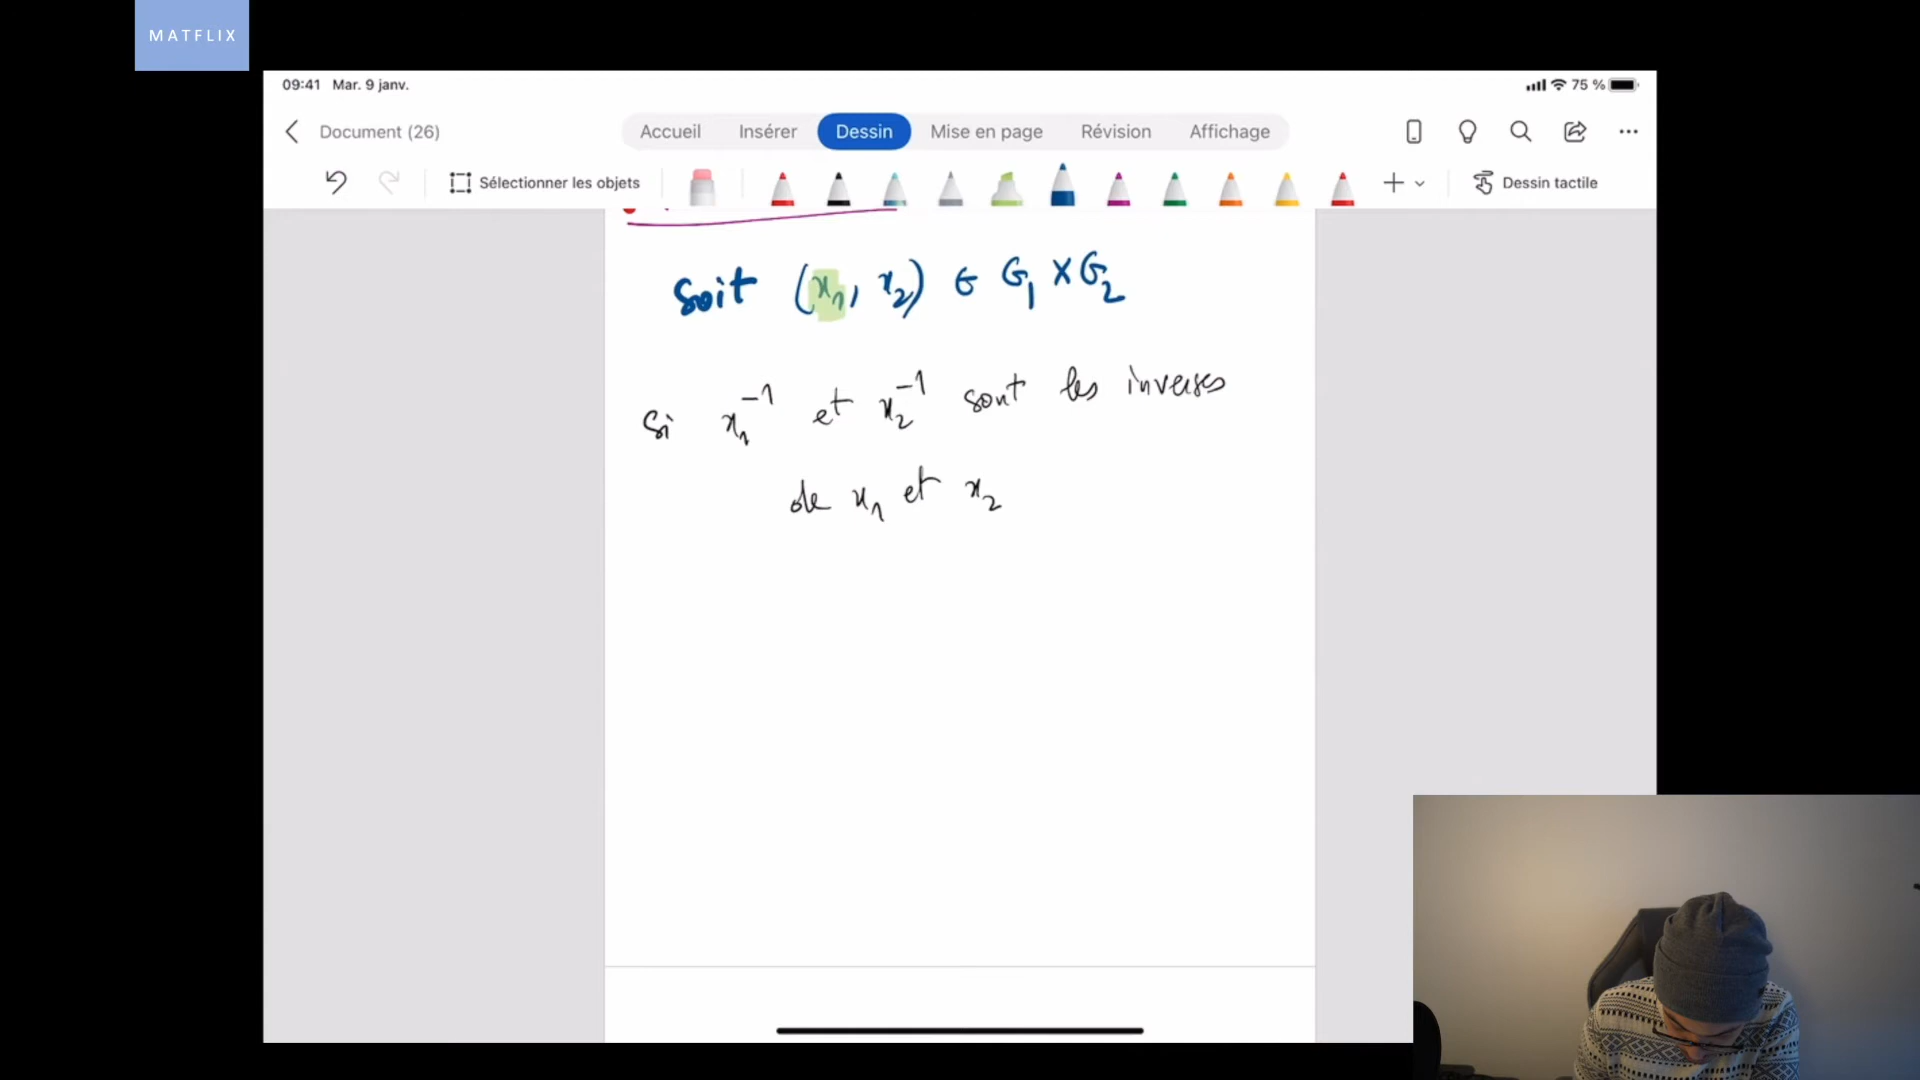 MATFLIX
09:41 Mar. 9 janv.
75 %
Document (26)
Accueil Insérer Dessin Mise en page Révision Affichage
Sélectionner les objets
Dessin tactile
Soit (x₁, x₂) ∈ G₁ × G₂
Si x₁⁻¹ et x₂⁻¹ sont les inverses
de x₁ et x₂